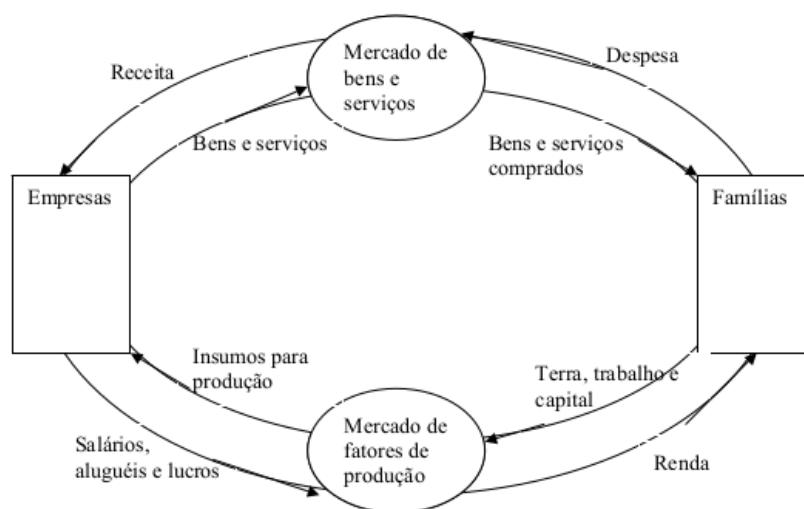 Mercado de
bens e
serviços
Despesa
Receita
Bens e serviços
Bens e serviços
comprados
Empresas
Famílias
Insumos para
produção
Terra, trabalho e
capital
Mercado de
fatores de
produção
Salários,
aluguéis e lucros
Renda